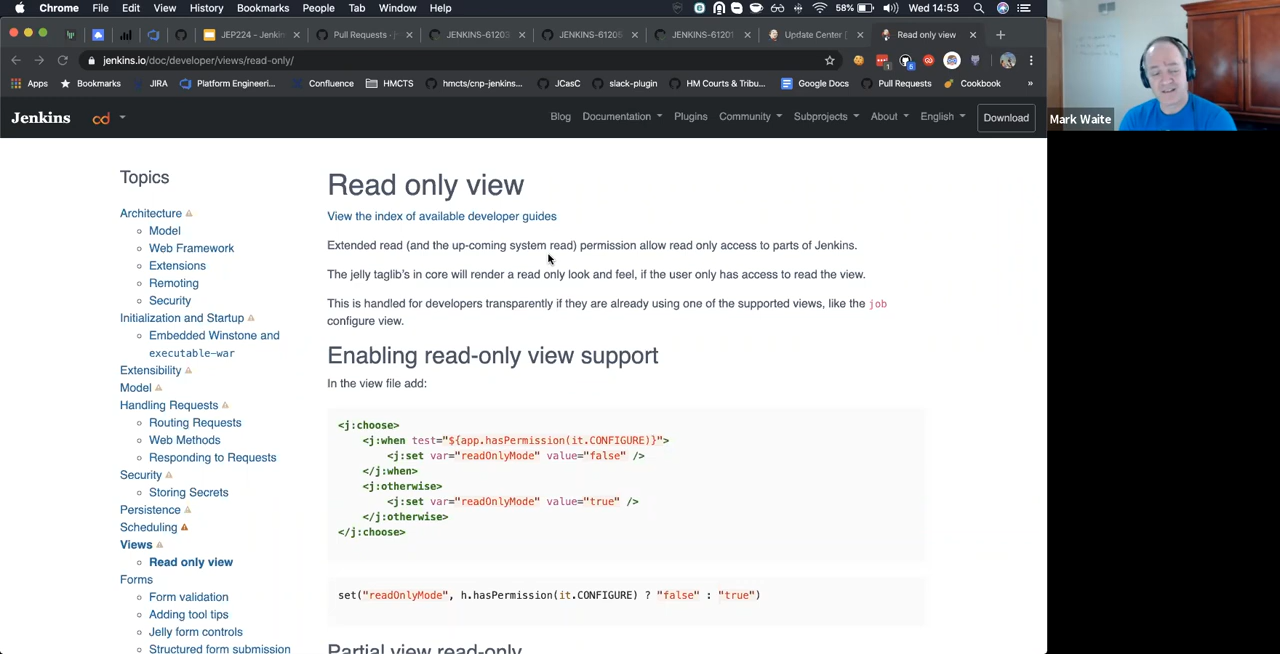 Chrome File Edit View History Bookmarks People Tab Window Help 58% Wed 14:53
JEP224 - Jenkin Pull Requests · j JENKINS-61203 JENKINS-61205 JENKINS-61201 Update Center | Read only view
jenkins.io/doc/developer/views/read-only/
Apps Bookmarks JIRA Platform Engineeri... Confluence HMCTS hmcts/cnp-jenkins... JCasC slack-plugin HM Courts & Tribu... Google Docs Pull Requests Cookbook »
Jenkins cd Blog Documentation Plugins Community Subprojects About English Download
Mark Waite
Topics
Architecture
Model
Web Framework
Extensions
Remoting
Security
Initialization and Startup
Embedded Winstone and
executable-war
Extensibility
Model
Handling Requests
Routing Requests
Web Methods
Responding to Requests
Security
Storing Secrets
Persistence
Scheduling
Views
Read only view
Forms
Form validation
Adding tool tips
Jelly form controls
Structured form submission
Read only view
View the index of available developer guides
Extended read (and the up-coming system read) permission allow read only access to parts of Jenkins.
The jelly taglib's in core will render a read only look and feel, if the user only has access to read the view.
This is handled for developers transparently if they are already using one of the supported views, like the job
configure view.
Enabling read-only view support
In the view file add:
<j:choose>
<j:when test="${app.hasPermission(it.CONFIGURE)}">
<j:set var="readOnlyMode" value="false" />
</j:when>
<j:otherwise>
<j:set var="readOnlyMode" value="true" />
</j:otherwise>
</j:choose>
set("readOnlyMode", h.hasPermission(it.CONFIGURE) ? "false" : "true")
Partial view read-only